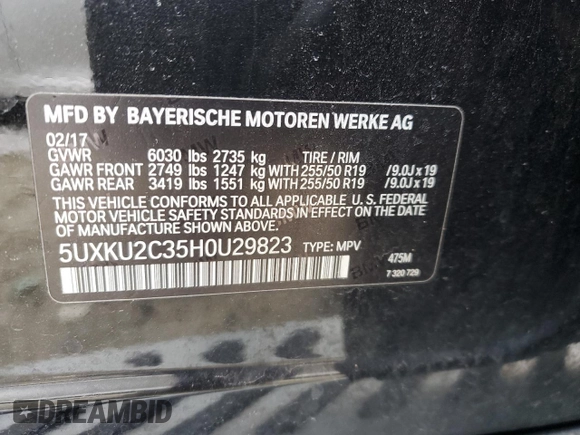 MFD BY BAYERISCHE MOTOREN WERKE AG
02/17
GVWR 6030 lbs 2735 kg TIRE / RIM
GAWR FRONT 2749 lbs 1247 kg WITH 255/50 R19 /9.0J x 19
GAWR REAR 3419 lbs 1551 kg WITH 255/50 R19 /9.0J x 19
THIS VEHICLE CONFORMS TO ALL APPLICABLE U. S. FEDERAL
MOTOR VEHICLE SAFETY STANDARDS IN EFFECT ON THE DATE
OF MANUFACTURE SHOWN ABOVE.
5UXKU2C35H0U29823 TYPE: MPV
475M
7 320 729
DREAMBID